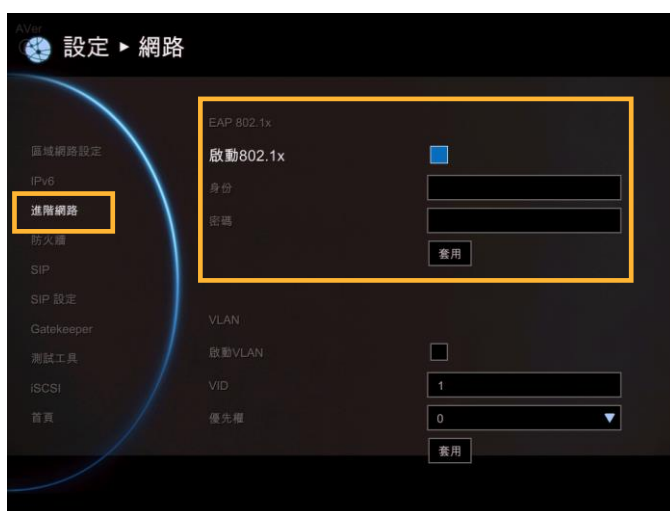 AVer
設定 ▸ 網路
區域網路設定
IPv6
進階網路
防火牆
SIP
SIP 設定
Gatekeeper
測試工具
iSCSI
首頁
EAP 802.1x
啟動802.1x
身份
密碼
套用
VLAN
啟動VLAN
VID 1
優先權 0
套用